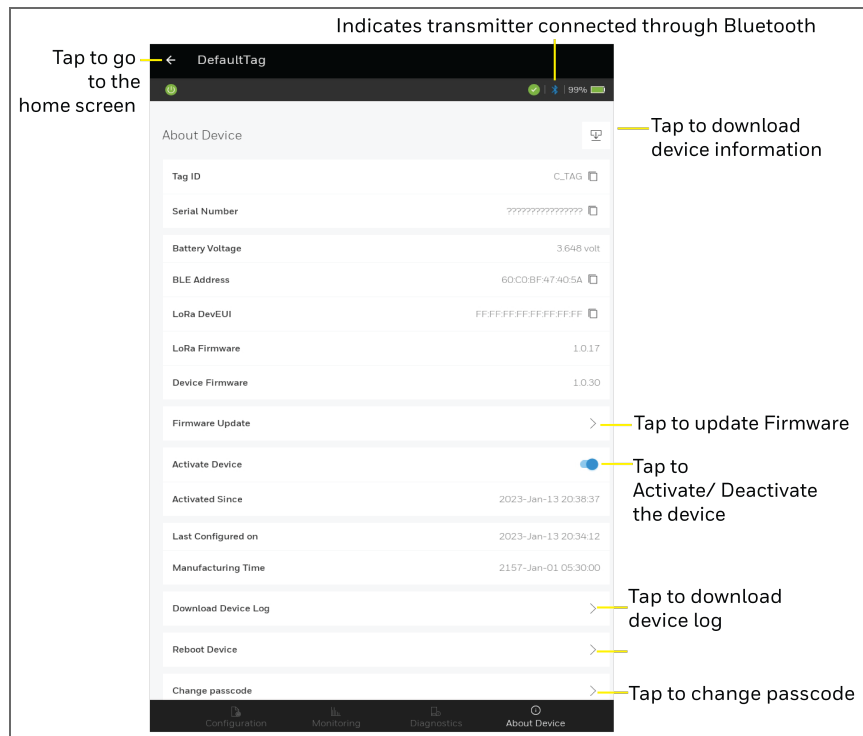 Indicates transmitter connected through Bluetooth
Tap to go
to the
home screen
DefaultTag
99%
Tap to download
device information
About Device
Tag ID C_TAG
Serial Number ????????????????
Battery Voltage 3.648 volt
BLE Address 60:C0:BF:47:40:5A
LoRa DevEUI FF:FF:FF:FF:FF:FF:FF:FF
LoRa Firmware 1.0.17
Device Firmware 1.0.30
Firmware Update
Tap to update Firmware
Activate Device
Tap to
Activate/ Deactivate
the device
Activated Since 2023-Jan-13 20:38:37
Last Configured on 2023-Jan-13 20:34:12
Manufacturing Time 2157-Jan-01 05:30:00
Download Device Log
Tap to download
device log
Reboot Device
Change passcode
Tap to change passcode
Configuration Monitoring Diagnostics About Device